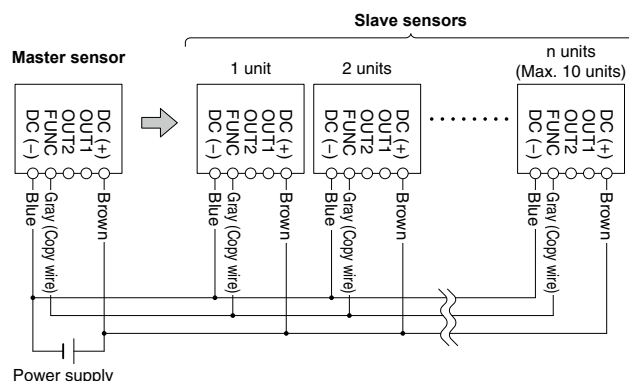 Slave sensors
Master sensor
1 unit
2 units
n units
(Max. 10 units)
DC (−)
FUNC
OUT2
OUT1
DC (+)
DC (−)
FUNC
OUT2
OUT1
DC (+)
DC (−)
FUNC
OUT2
OUT1
DC (+)
DC (−)
FUNC
OUT2
OUT1
DC (+)
Blue
Gray (Copy wire)
Brown
Blue
Gray (Copy wire)
Brown
Blue
Gray (Copy wire)
Brown
Blue
Gray (Copy wire)
Brown
Power supply